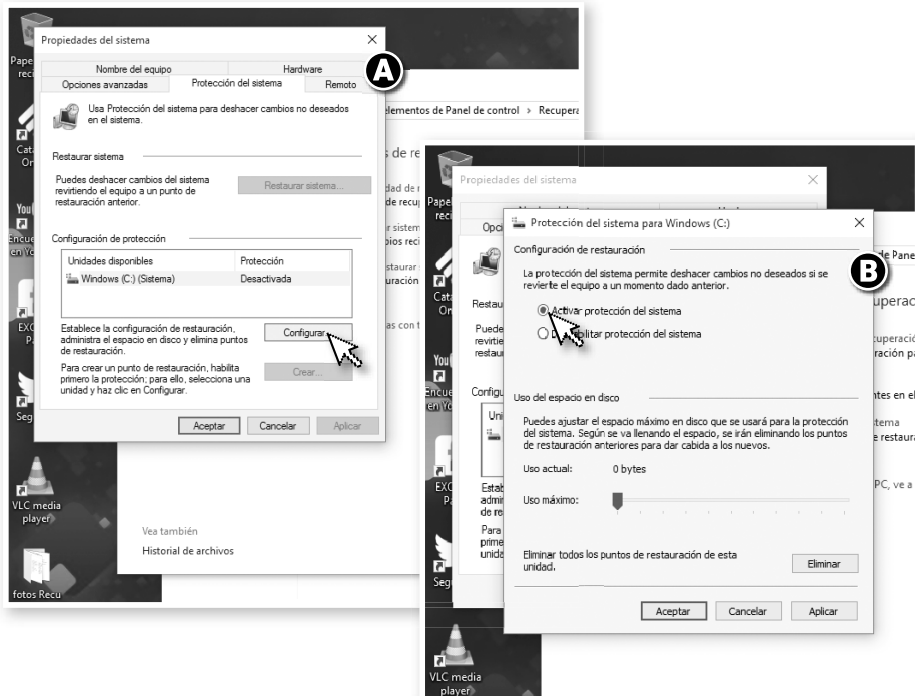 Propiedades del sistema
A
Nombre del equipo
Hardware
Opciones avanzadas
Protección del sistema
Remoto
Usa Protección del sistema para deshacer cambios no deseados
en el sistema.
Restaurar sistema
Puedes deshacer cambios del sistema
revirtiendo el equipo a un punto de
restauración anterior.
Restaurar sistema...
Configuración de protección
Unidades disponibles
Protección
Windows (C:) (Sistema)
Desactivada
Establece la configuración de restauración,
administra el espacio en disco y elimina puntos
de restauración.
Configurar...
Para crear un punto de restauración, habilita
primero la protección; para ello, selecciona una
unidad y haz clic en Configurar.
Crear...
Aceptar
Cancelar
Aplicar
elementos de Panel de control > Recupera
s de re
Vea también
Historial de archivos
VLC media
player
fotos Recu
Propiedades del sistema
B
Protección del sistema para Windows (C:)
Configuración de restauración
La protección del sistema permite deshacer cambios no deseados si se
revierte el equipo a un momento dado anterior.
Activar protección del sistema
protección del sistema
Uso del espacio en disco
Puedes ajustar el espacio máximo en disco que se usará para la protección
del sistema. Según se va llenando el espacio, se irán eliminando los puntos
de restauración anteriores para dar cabida a los nuevos.
Uso actual:
0 bytes
Uso máximo:
Eliminar todos los puntos de restauración de esta
unidad.
Eliminar
Aceptar
Cancelar
Aplicar
de Pane
uperac
PC, ve a
VLC media
player